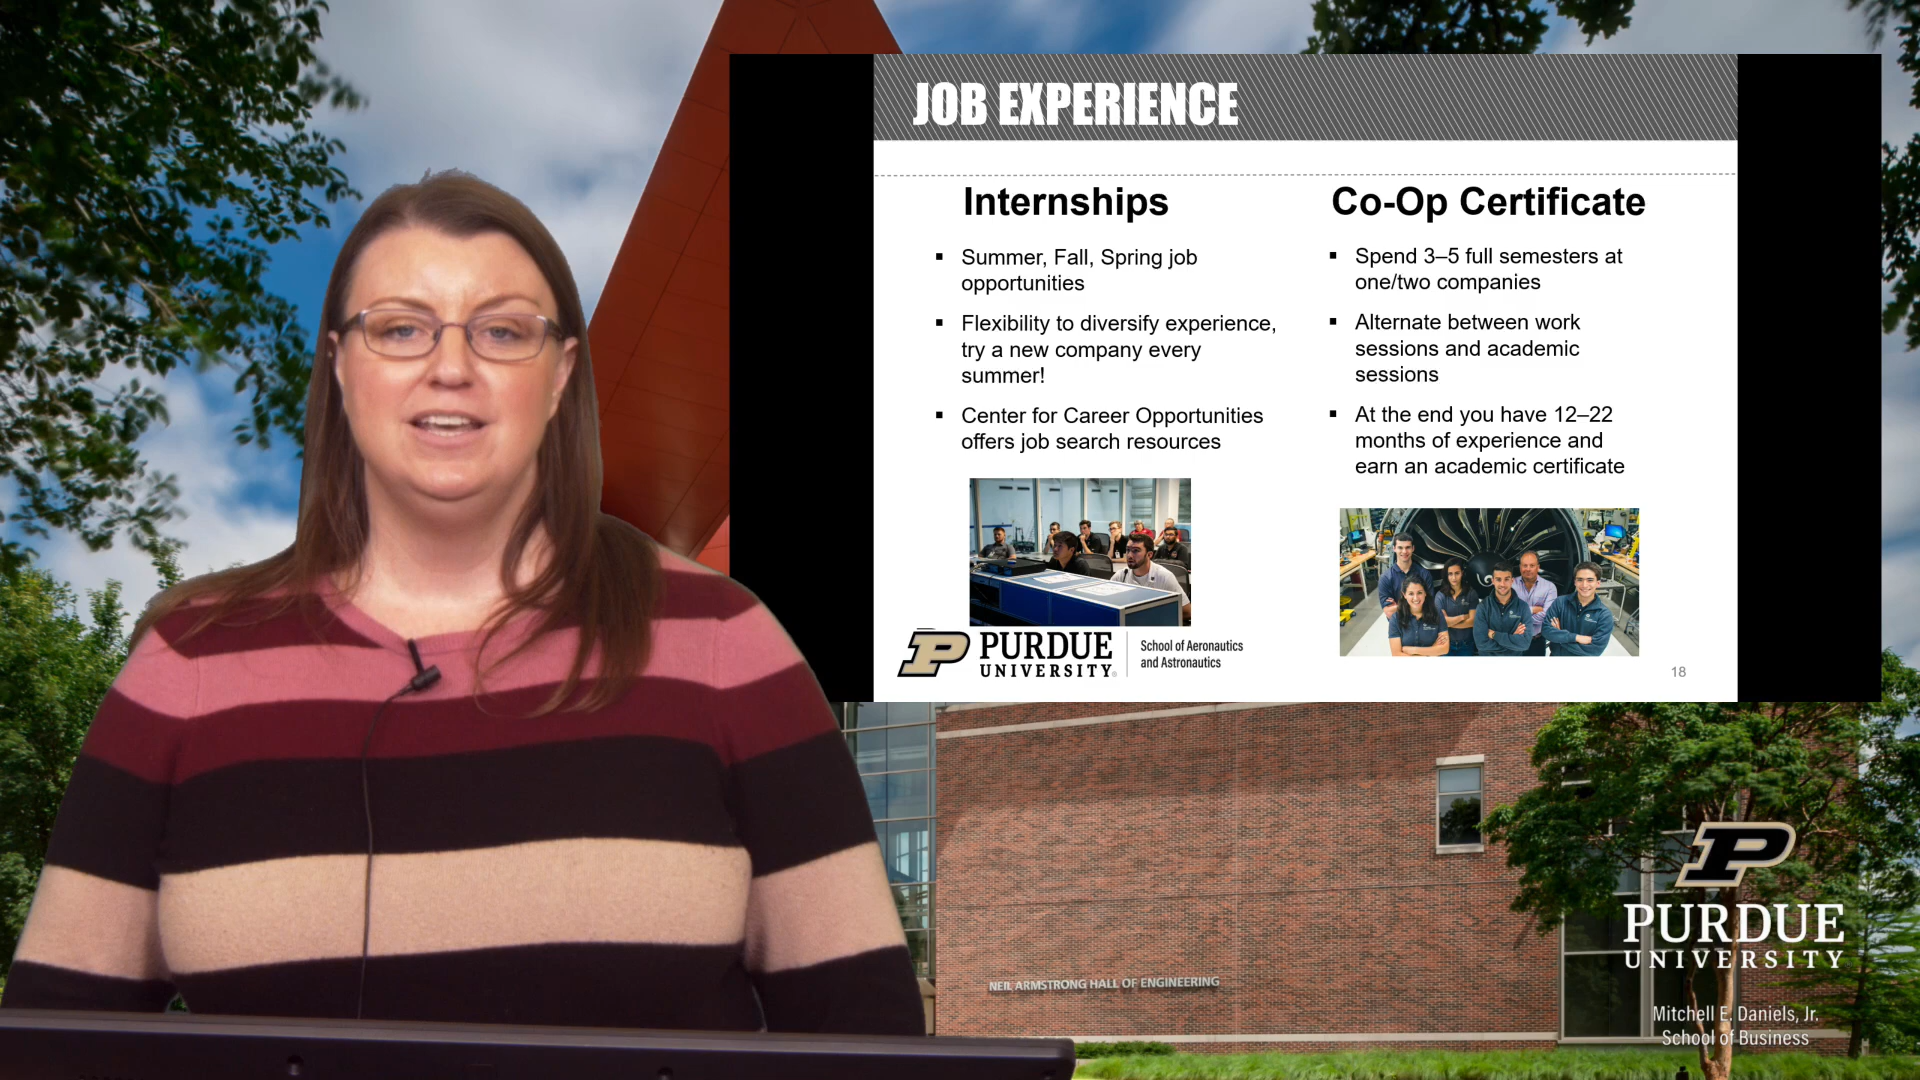 JOB EXPERIENCE
Internships
▪ Summer, Fall, Spring job
opportunities
▪ Flexibility to diversify experience,
try a new company every
summer!
▪ Center for Career Opportunities
offers job search resources
Co-Op Certificate
▪ Spend 3–5 full semesters at
one/two companies
▪ Alternate between work
sessions and academic
sessions
▪ At the end you have 12–22
months of experience and
earn an academic certificate
PURDUE
UNIVERSITY®
School of Aeronautics
and Astronautics
18
NEIL ARMSTRONG HALL OF ENGINEERING
P
PURDUE
UNIVERSITY
Mitchell E. Daniels, Jr.
School of Business